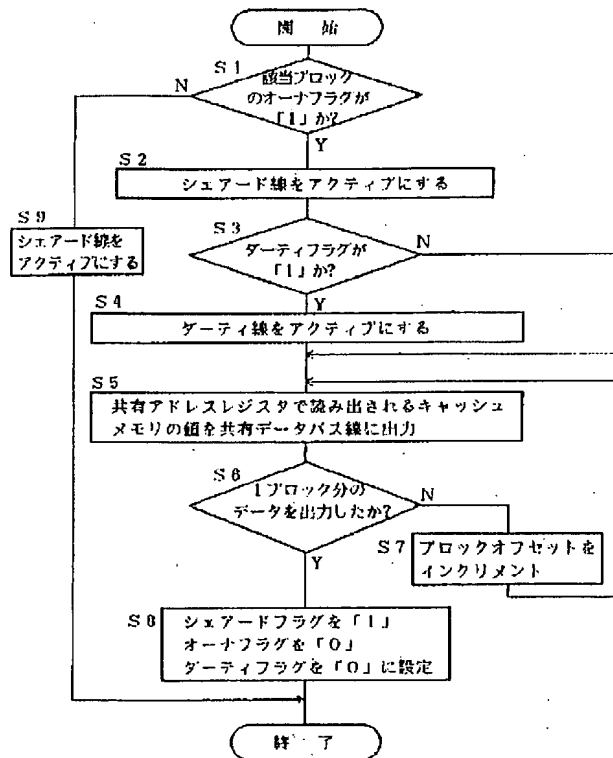 開始
S1
N
該当ブロック
のオーナフラグが
「1」か?
Y
S2
シェアード線をアクティブにする
S9
シェアード線を
アクティブにする
S3
N
ダーティフラグが
「1」か?
Y
S4
ダーティ線をアクティブにする
S5
共有アドレスレジスタで読み出されるキャッシュ
メモリの値を共有データバス線に出力
S6
1ブロック分の
データを出力したか?
N
Y
S7
ブロックオフセットを
インクリメント
S8
シェアードフラグを「1」
オーナフラグを「0」
ダーティフラグを「0」に設定
終了